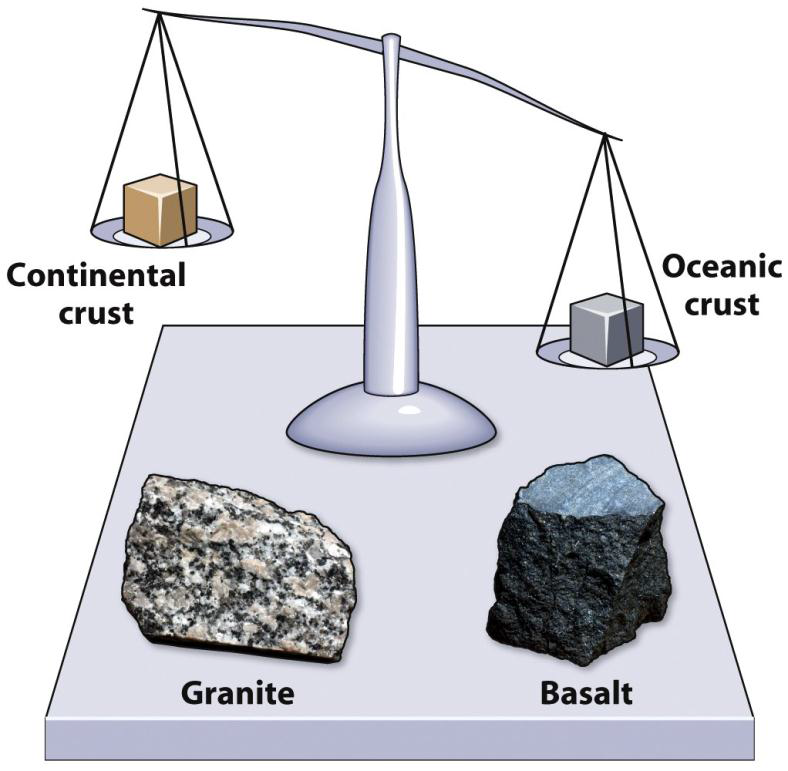 Continental
crust
Oceanic
crust
Granite
Basalt